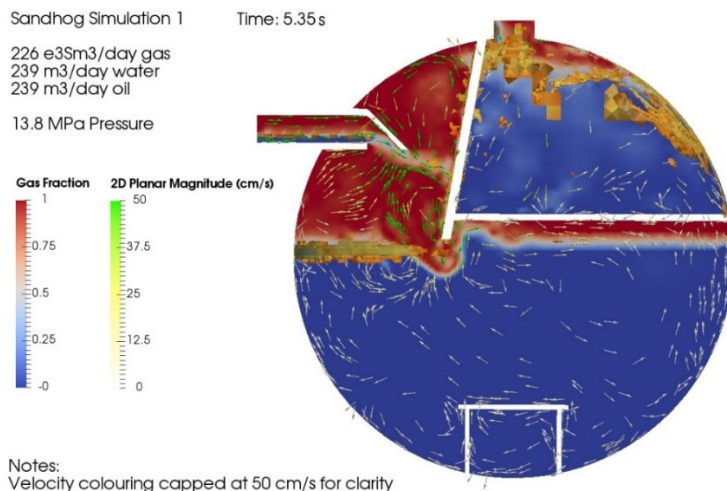 Sandhog Simulation 1
Time: 5.35 s
226 e3Sm3/day gas
239 m3/day water
239 m3/day oil
13.8 MPa Pressure
Gas Fraction
2D Planar Magnitude (cm/s)
1
0.75
0.5
0.25
-0
50
37.5
25
12.5
0
Notes:
Velocity colouring capped at 50 cm/s for clarity